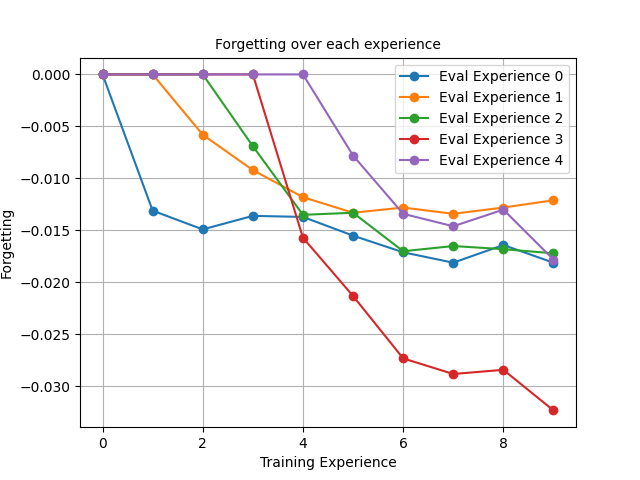 Forgetting over each experience
0.000
−0.005
−0.010
−0.015
−0.020
−0.025
−0.030
Forgetting
Eval Experience 0
Eval Experience 1
Eval Experience 2
Eval Experience 3
Eval Experience 4
0 2 4 6 8
Training Experience